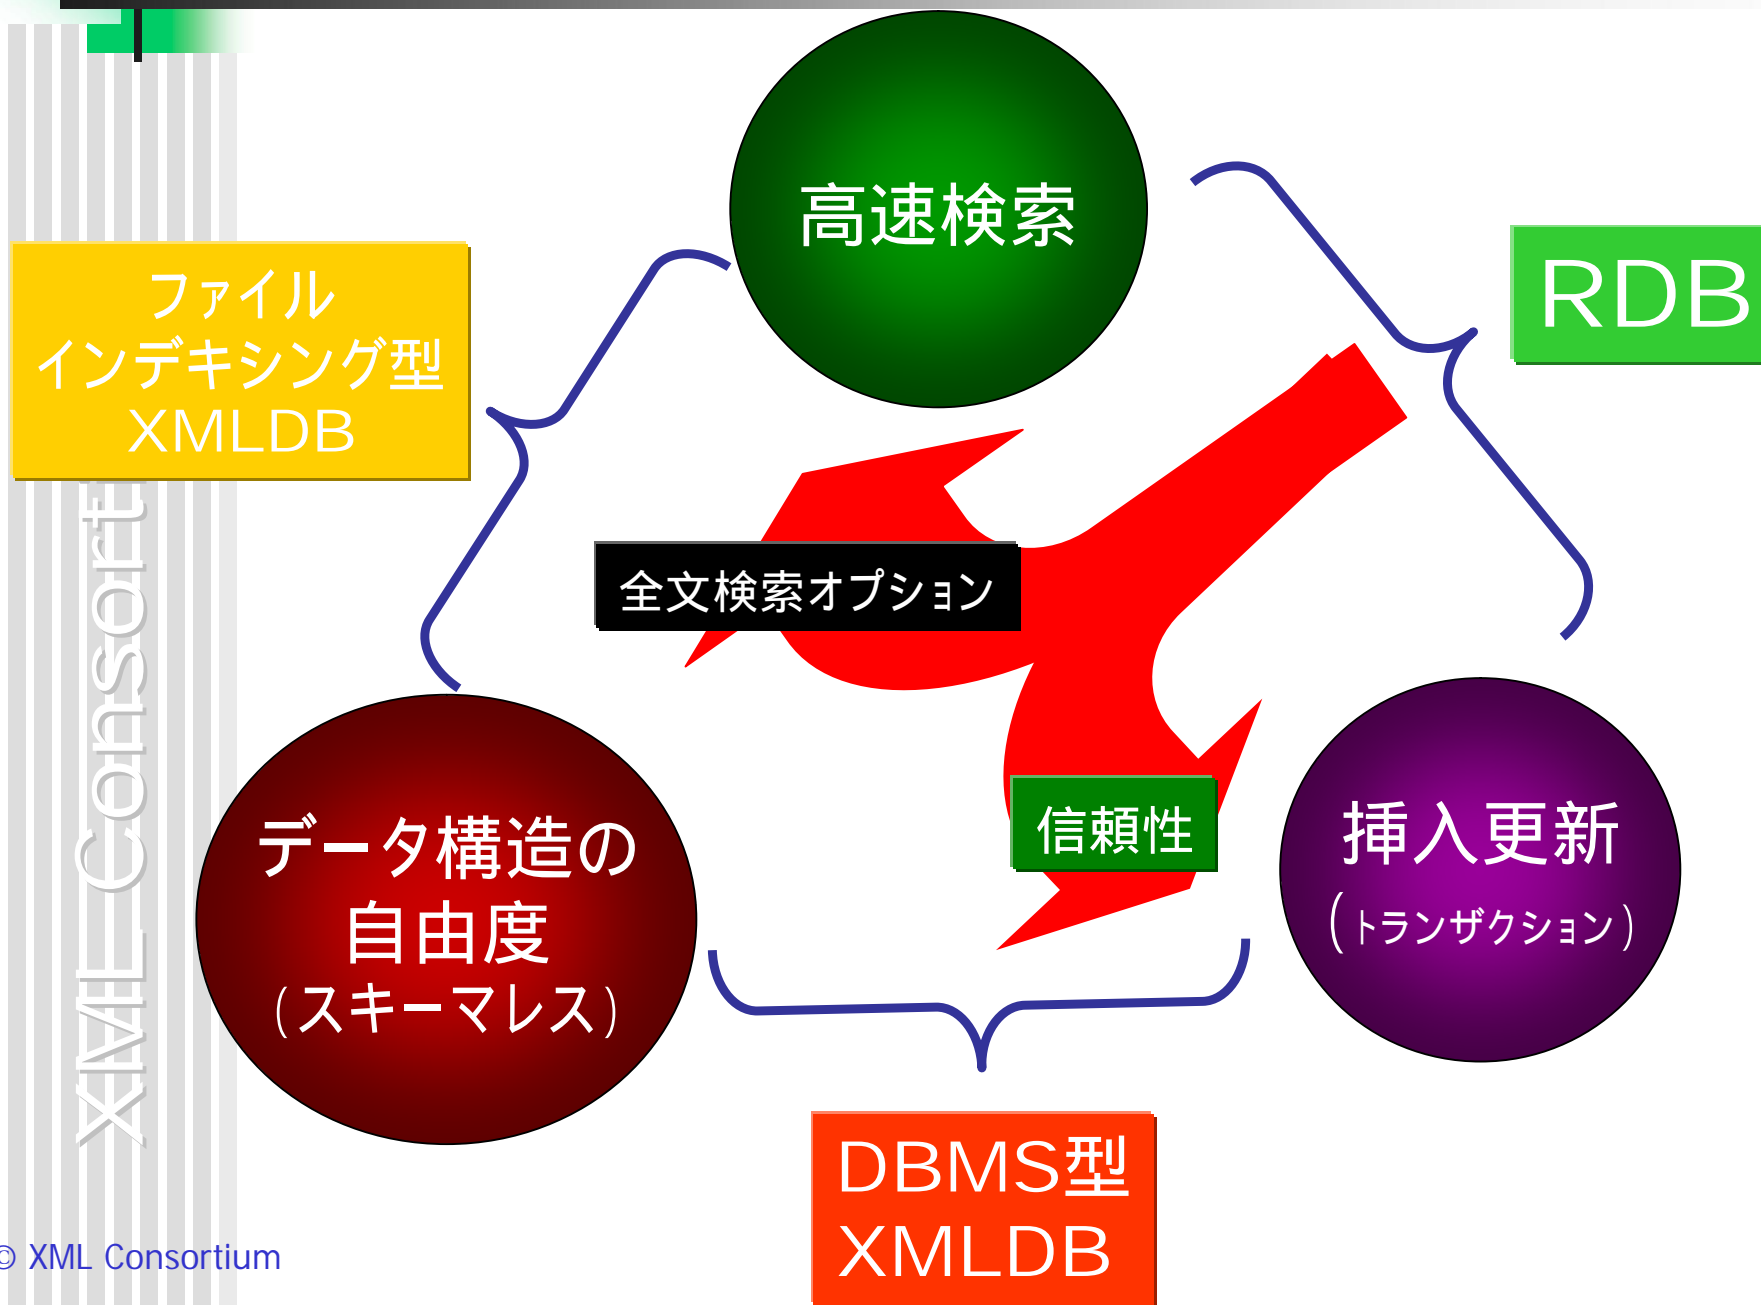 高速検索
RDB
ファイル
インデキシング型
XMLDB
全文検索オプション
信頼性
データ構造の
自由度
(スキーマレス)
挿入更新
(トランザクション)
DBMS型
XMLDB
XML Consorti
© XML Consortium